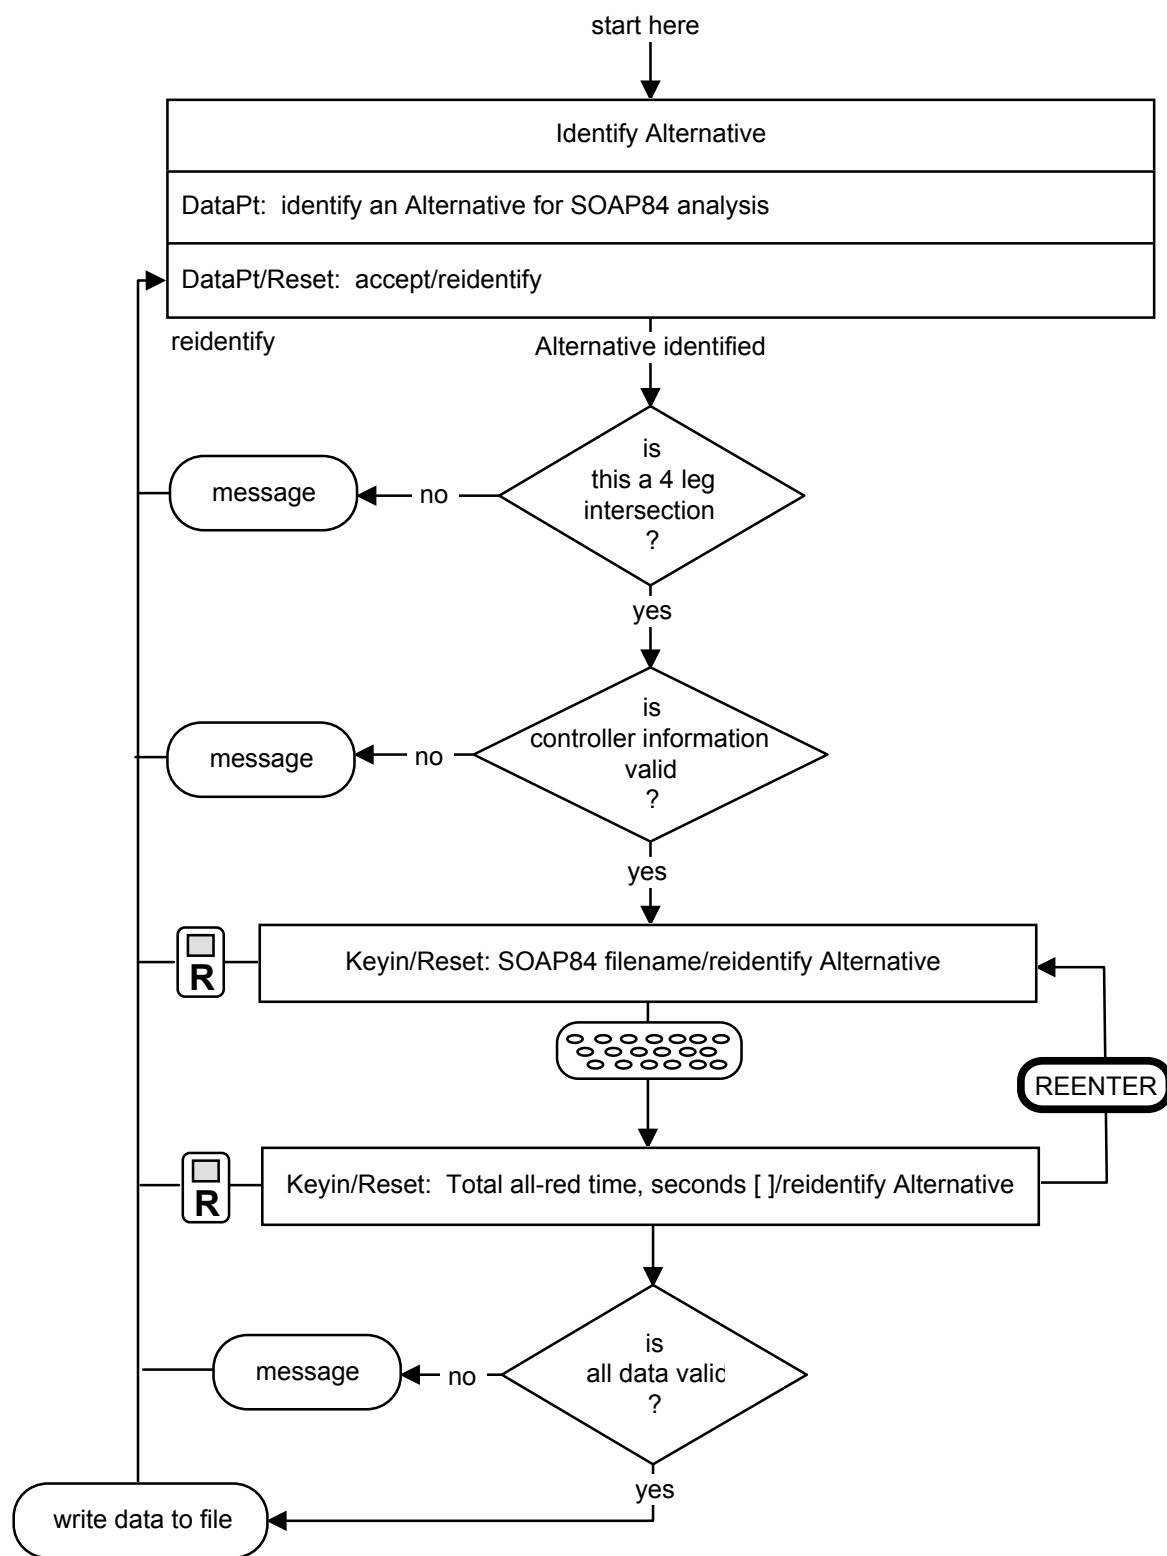 start here
Identify Alternative
DataPt:  identify an Alternative for SOAP84 analysis
DataPt/Reset:  accept/reidentify
reidentify
Alternative identified
is
this a 4 leg
intersection
?
no
message
yes
is
controller information
valid
?
no
message
yes
R
Keyin/Reset: SOAP84 filename/reidentify Alternative
REENTER
R
Keyin/Reset:  Total all-red time, seconds [ ]/reidentify Alternative
is
all data valid
?
no
message
yes
write data to file